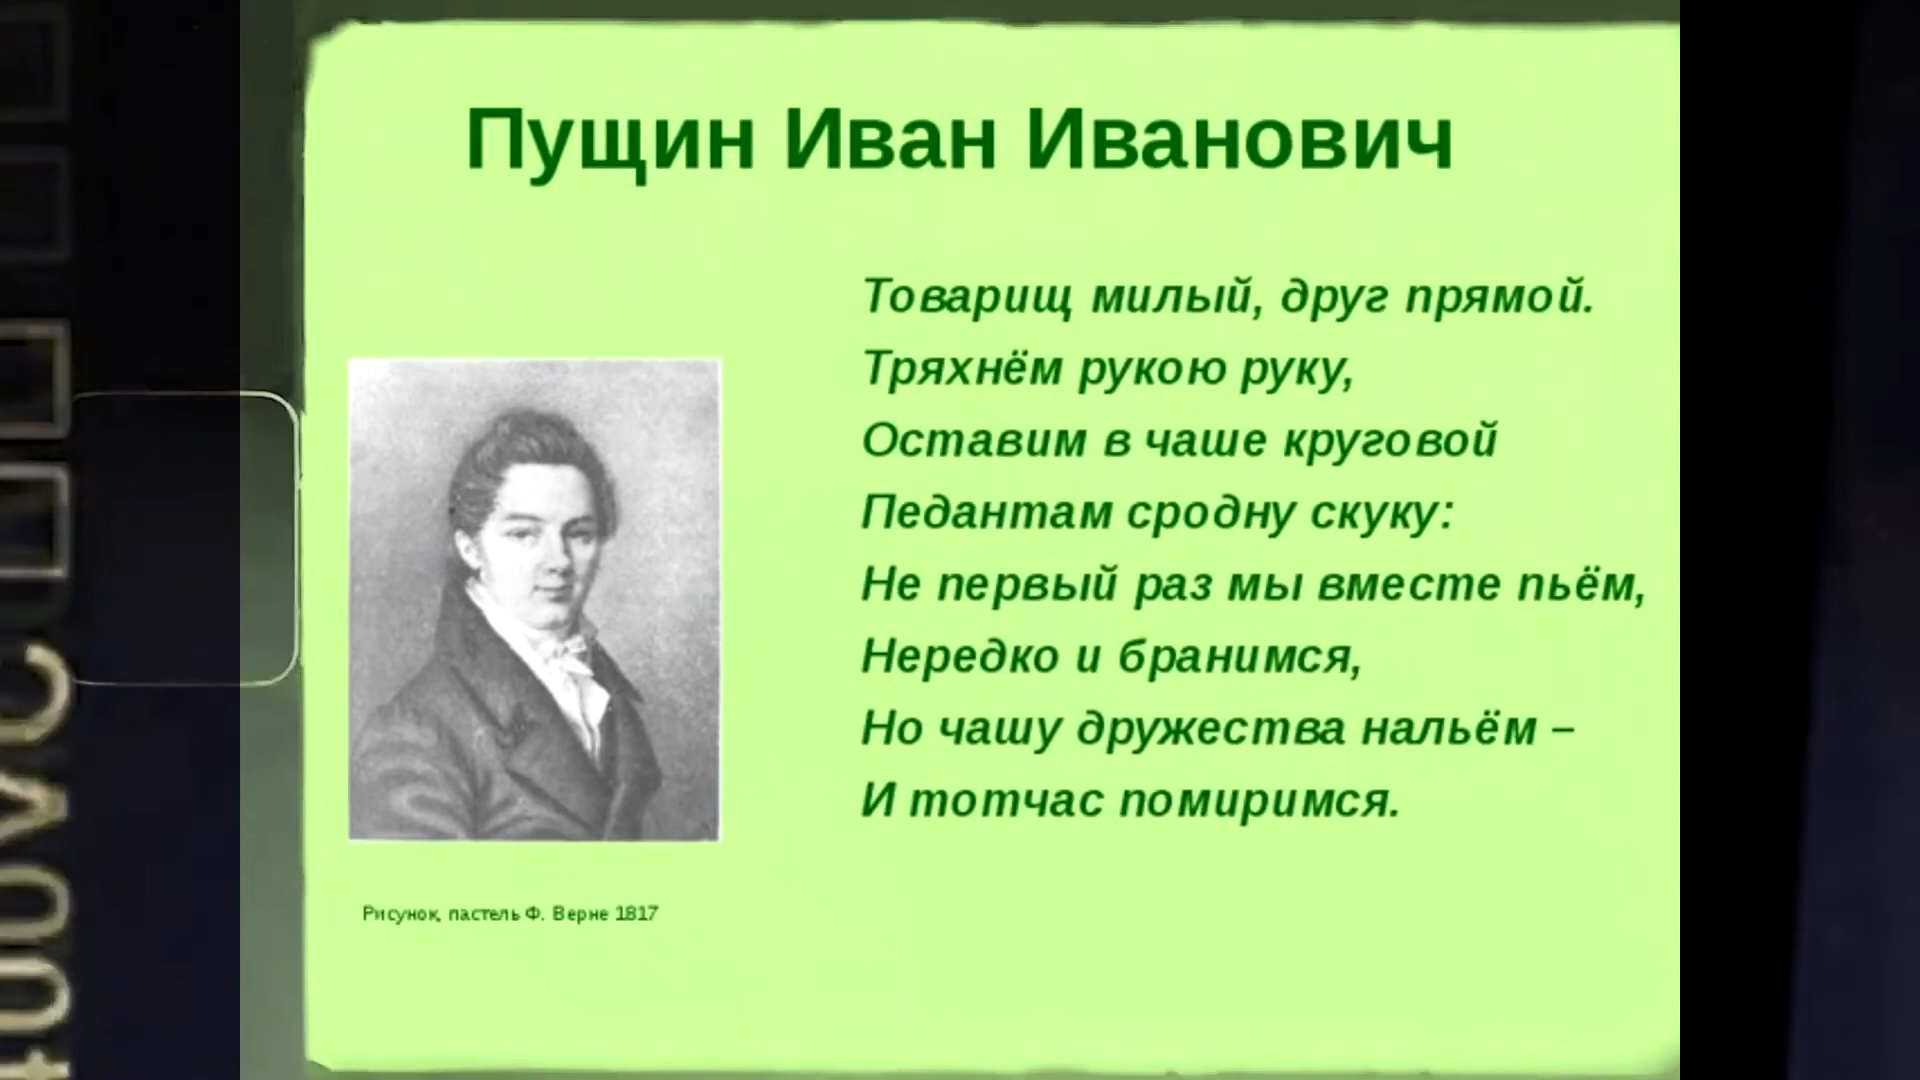 Пущин Иван Иванович
Товарищ милый, друг прямой.
Тряхнём рукою руку,
Оставим в чаше круговой
Педантам сродну скуку:
Не первый раз мы вместе пьём,
Нередко и бранимся,
Но чашу дружества нальём –
И тотчас помиримся.
Рисунок, пастель Ф. Верне 1817